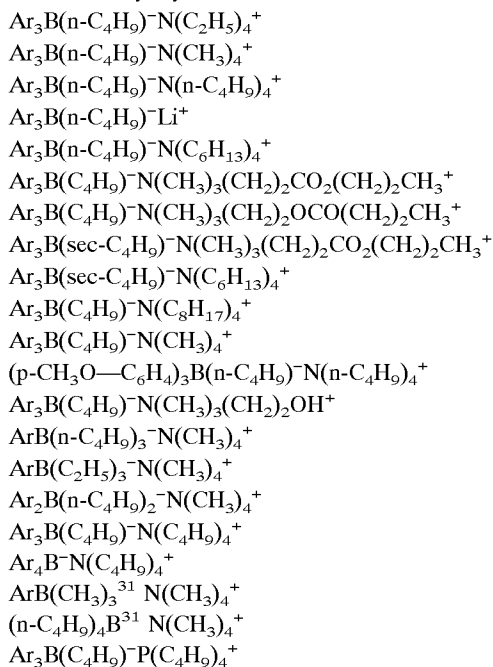 Ar₃B(n-C₄H₉)⁻N(C₂H₅)₄⁺
Ar₃B(n-C₄H₉)⁻N(CH₃)₄⁺
Ar₃B(n-C₄H₉)⁻N(n-C₄H₉)₄⁺
Ar₃B(n-C₄H₉)⁻Li⁺
Ar₃B(n-C₄H₉)⁻N(C₆H₁₃)₄⁺
Ar₃B(C₄H₉)⁻N(CH₃)₃(CH₂)₂CO₂(CH₂)₂CH₃⁺
Ar₃B(C₄H₉)⁻N(CH₃)₃(CH₂)₂OCO(CH₂)₂CH₃⁺
Ar₃B(sec-C₄H₉)⁻N(CH₃)₃(CH₂)₂CO₂(CH₂)₂CH₃⁺
Ar₃B(sec-C₄H₉)⁻N(C₆H₁₃)₄⁺
Ar₃B(C₄H₉)⁻N(C₈H₁₇)₄⁺
Ar₃B(C₄H₉)⁻N(CH₃)₄⁺
(p-CH₃O—C₆H₄)₃B(n-C₄H₉)⁻N(n-C₄H₉)₄⁺
Ar₃B(C₄H₉)⁻N(CH₃)₃(CH₂)₂OH⁺
ArB(n-C₄H₉)₃⁻N(CH₃)₄⁺
ArB(C₂H₅)₃⁻N(CH₃)₄⁺
Ar₂B(n-C₄H₉)₂⁻N(CH₃)₄⁺
Ar₃B(C₄H₉)⁻N(C₄H₉)₄⁺
Ar₄B⁻N(C₄H₉)₄⁺
ArB(CH₃)₃³¹ N(CH₃)₄⁺
(n-C₄H₉)₄B³¹ N(CH₃)₄⁺
Ar₃B(C₄H₉)⁻P(C₄H₉)₄⁺